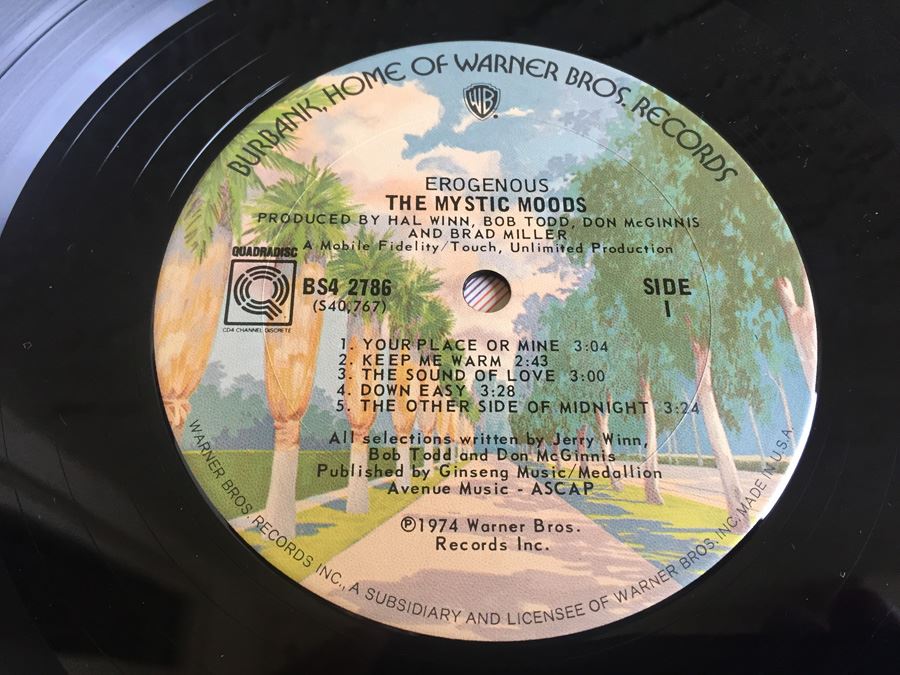 BURBANK, HOME OF WARNER BROS. RECORDS
WB
EROGENOUS
THE MYSTIC MOODS
PRODUCED BY HAL WINN, BOB TODD, DON McGINNIS
AND BRAD MILLER
A Mobile Fidelity/Touch, Unlimited Production
QUADRADISC
CD4 CHANNEL DISCRETE
BS4 2786
(S40,767)
SIDE
1
1. YOUR PLACE OR MINE 3:04
2. KEEP ME WARM 2:43
3. THE SOUND OF LOVE 3:00
4. DOWN EASY 3:28
5. THE OTHER SIDE OF MIDNIGHT 3:24
All selections written by Jerry Winn,
Bob Todd and Don McGinnis
Published by Ginseng Music/Medallion
Avenue Music - ASCAP
℗1974 Warner Bros.
Records Inc.
WARNER BROS. RECORDS INC., A SUBSIDIARY AND LICENSEE OF WARNER BROS. INC. MADE IN U.S.A.